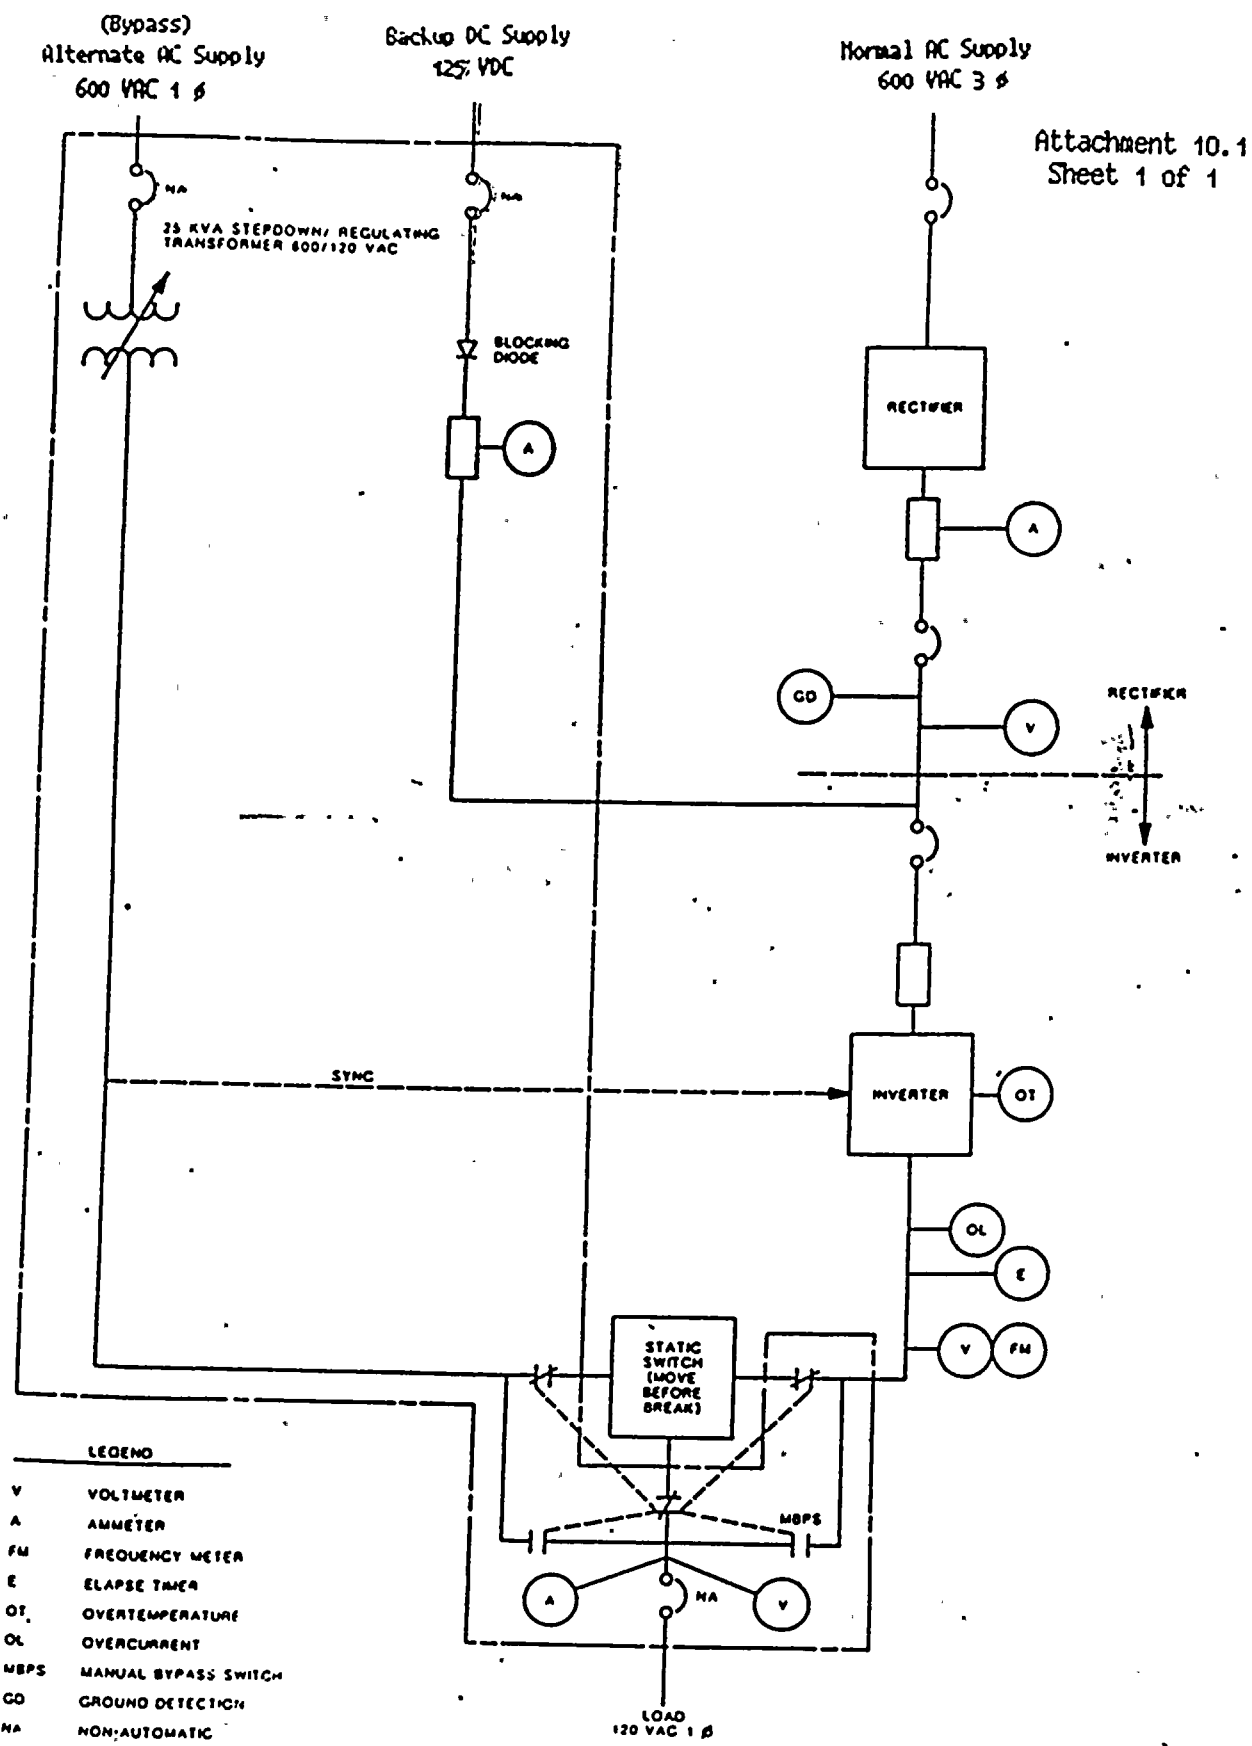 (Bypass)
Alternate AC Supply
600 VAC 1 ø
Backup DC Supply
125 VDC
Normal AC Supply
600 VAC 3 ø
Attachment 10.1
Sheet 1 of 1
NA
NA
25 KVA STEPDOWN/ REGULATING
TRANSFORMER 600/120 VAC
BLOCKING
DIODE
A
RECTIFIER
A
GD
V
RECTIFIER
INVERTER
SYNC
INVERTER
OT
OL
E
V
FM
STATIC
SWITCH
(MOVE
BEFORE
BREAK)
MBPS
A
NA
V
LOAD
120 VAC 1 ø
LEGEND
V VOLTMETER
A AMMETER
FM FREQUENCY METER
E ELAPSE TIMER
OT OVERTEMPERATURE
OL OVERCURRENT
MBPS MANUAL BYPASS SWITCH
GD GROUND DETECTION
NA NON-AUTOMATIC